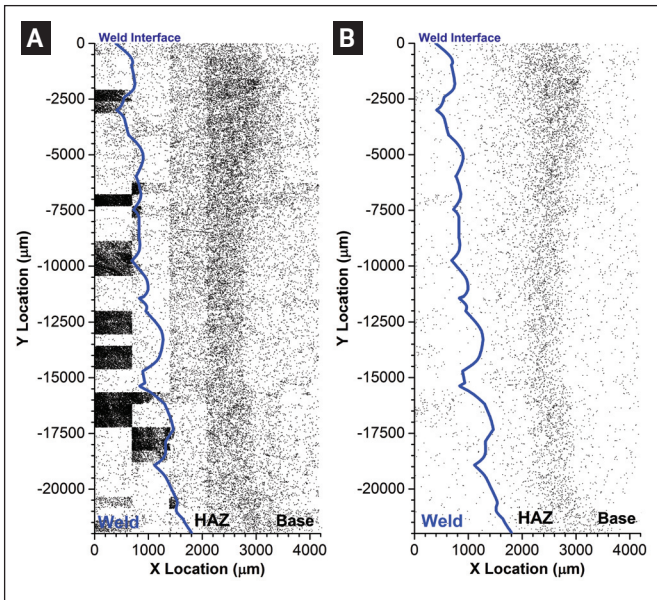 A
Weld Interface
0
-2500
-5000
-7500
-10000
-12500
-15000
-17500
-20000
Y Location (μm)
Weld
HAZ
Base
0 1000 2000 3000 4000
X Location (μm)
B
Weld Interface
0
-2500
-5000
-7500
-10000
-12500
-15000
-17500
-20000
Y Location (μm)
Weld
HAZ
Base
0 1000 2000 3000 4000
X Location (μm)